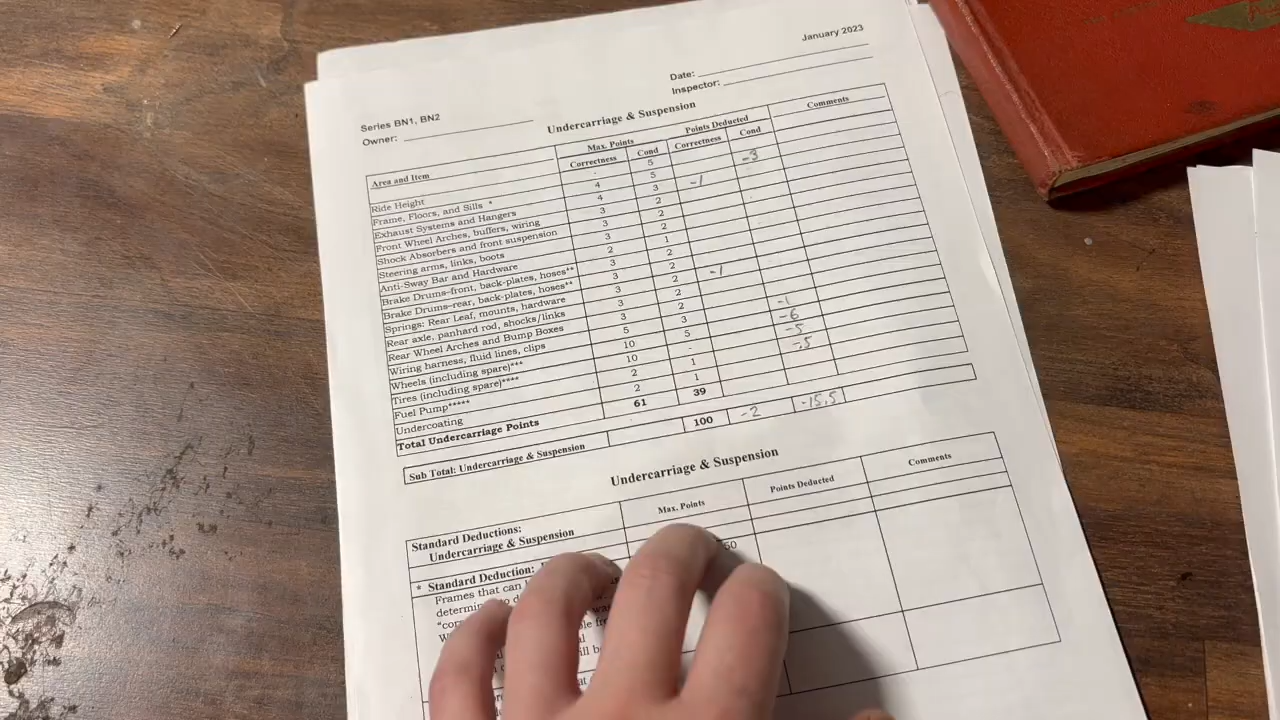 January 2023
Date:
Inspector:
Series BN1, BN2
Owner:
Undercarriage & Suspension
Area and Item Max. Points Points Deducted Comments
Correctness Cond Correctness Cond
Ride Height - 5
Frame, Floors, and Sills * 4 5 -3
Exhaust Systems and Hangers 4 3 -1
Front Wheel Arches, buffers, wiring 3 2
Shock Absorbers and front suspension 3 2
Steering arms, links, boots 3 2
Anti-Sway Bar and Hardware 2 1
Brake Drums-front, back-plates, hoses** 3 2
Brake Drums-rear, back-plates, hoses** 3 2
Springs: Rear Leaf, mounts, hardware 3 2 -1
Rear axle, panhard rod, shocks/links 3 2
Rear Wheel Arches and Bump Boxes 3 2
Wiring harness, fluid lines, clips 5 3 -1
Wheels (including spare)*** 10 5 -6
Tires (including spare)**** 10 - -5
Fuel Pump***** 2 1 -.5
Undercoating 2 1
Total Undercarriage Points 61 39
Sub Total: Undercarriage & Suspension 100 -2 -15.5
Undercarriage & Suspension
Standard Deductions: Max. Points Points Deducted Comments
Undercarriage & Suspension
* Standard Deduction:
Frames that can